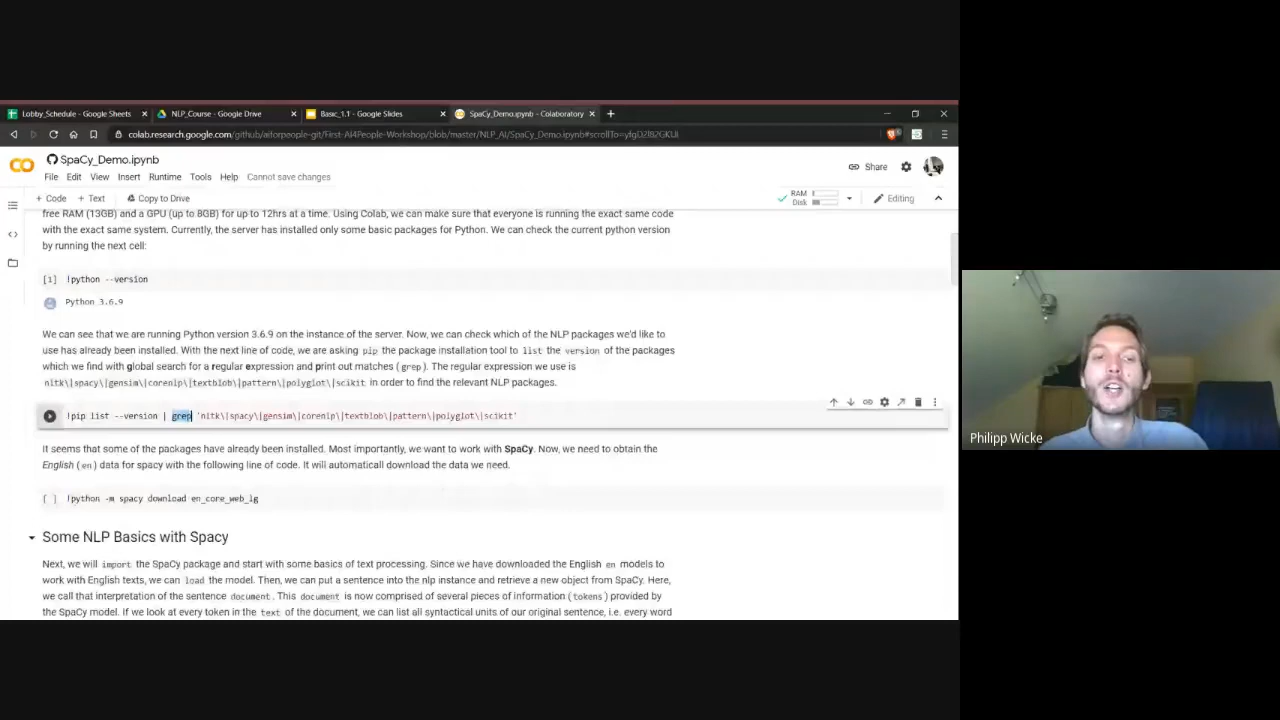 Lobby_Schedule - Google Sheets
NLP_Course - Google Drive
Basic_1.1 - Google Slides
SpaCy_Demo.ipynb - Colaboratory
colab.research.google.com/github/aiforpeople-git/First-AI4People-Workshop/blob/master/NLP_AI/SpaCy_Demo.ipynb#scrollTo=yfgDZl82GKUi
SpaCy_Demo.ipynb
Share
File Edit View Insert Runtime Tools Help Cannot save changes
+ Code + Text Copy to Drive
RAM
Disk
Editing
free RAM (13GB) and a GPU (up to 8GB) for up to 12hrs at a time. Using Colab, we can make sure that everyone is running the exact same code
with the exact same system. Currently, the server has installed only some basic packages for Python. We can check the current python version
by running the next cell:
[1] !python --version
Python 3.6.9
We can see that we are running Python version 3.6.9 on the instance of the server. Now, we can check which of the NLP packages we'd like to
use has already been installed. With the next line of code, we are asking pip the package installation tool to list the version of the packages
which we find with global search for a regular expression and print out matches (grep). The regular expression we use is
nltk\|spacy\|gensim\|corenlp\|textblob\|pattern\|polyglot\|scikit in order to find the relevant NLP packages.
!pip list --version | grep 'nltk\|spacy\|gensim\|corenlp\|textblob\|pattern\|polyglot\|scikit'
It seems that some of the packages have already been installed. Most importantly, we want to work with SpaCy. Now, we need to obtain the
English (en) data for spacy with the following line of code. It will automaticall download the data we need.
[ ] !python -m spacy download en_core_web_lg
Some NLP Basics with Spacy
Next, we will import the SpaCy package and start with some basics of text processing. Since we have downloaded the English en models to
work with English texts, we can load the model. Then, we can put a sentence into the nlp instance and retrieve a new object from SpaCy. Here,
we call that interpretation of the sentence document. This document is now comprised of several pieces of information (tokens) provided by
the SpaCy model. If we look at every token in the text of the document, we can list all syntactical units of our original sentence, i.e. every word
Philipp Wicke